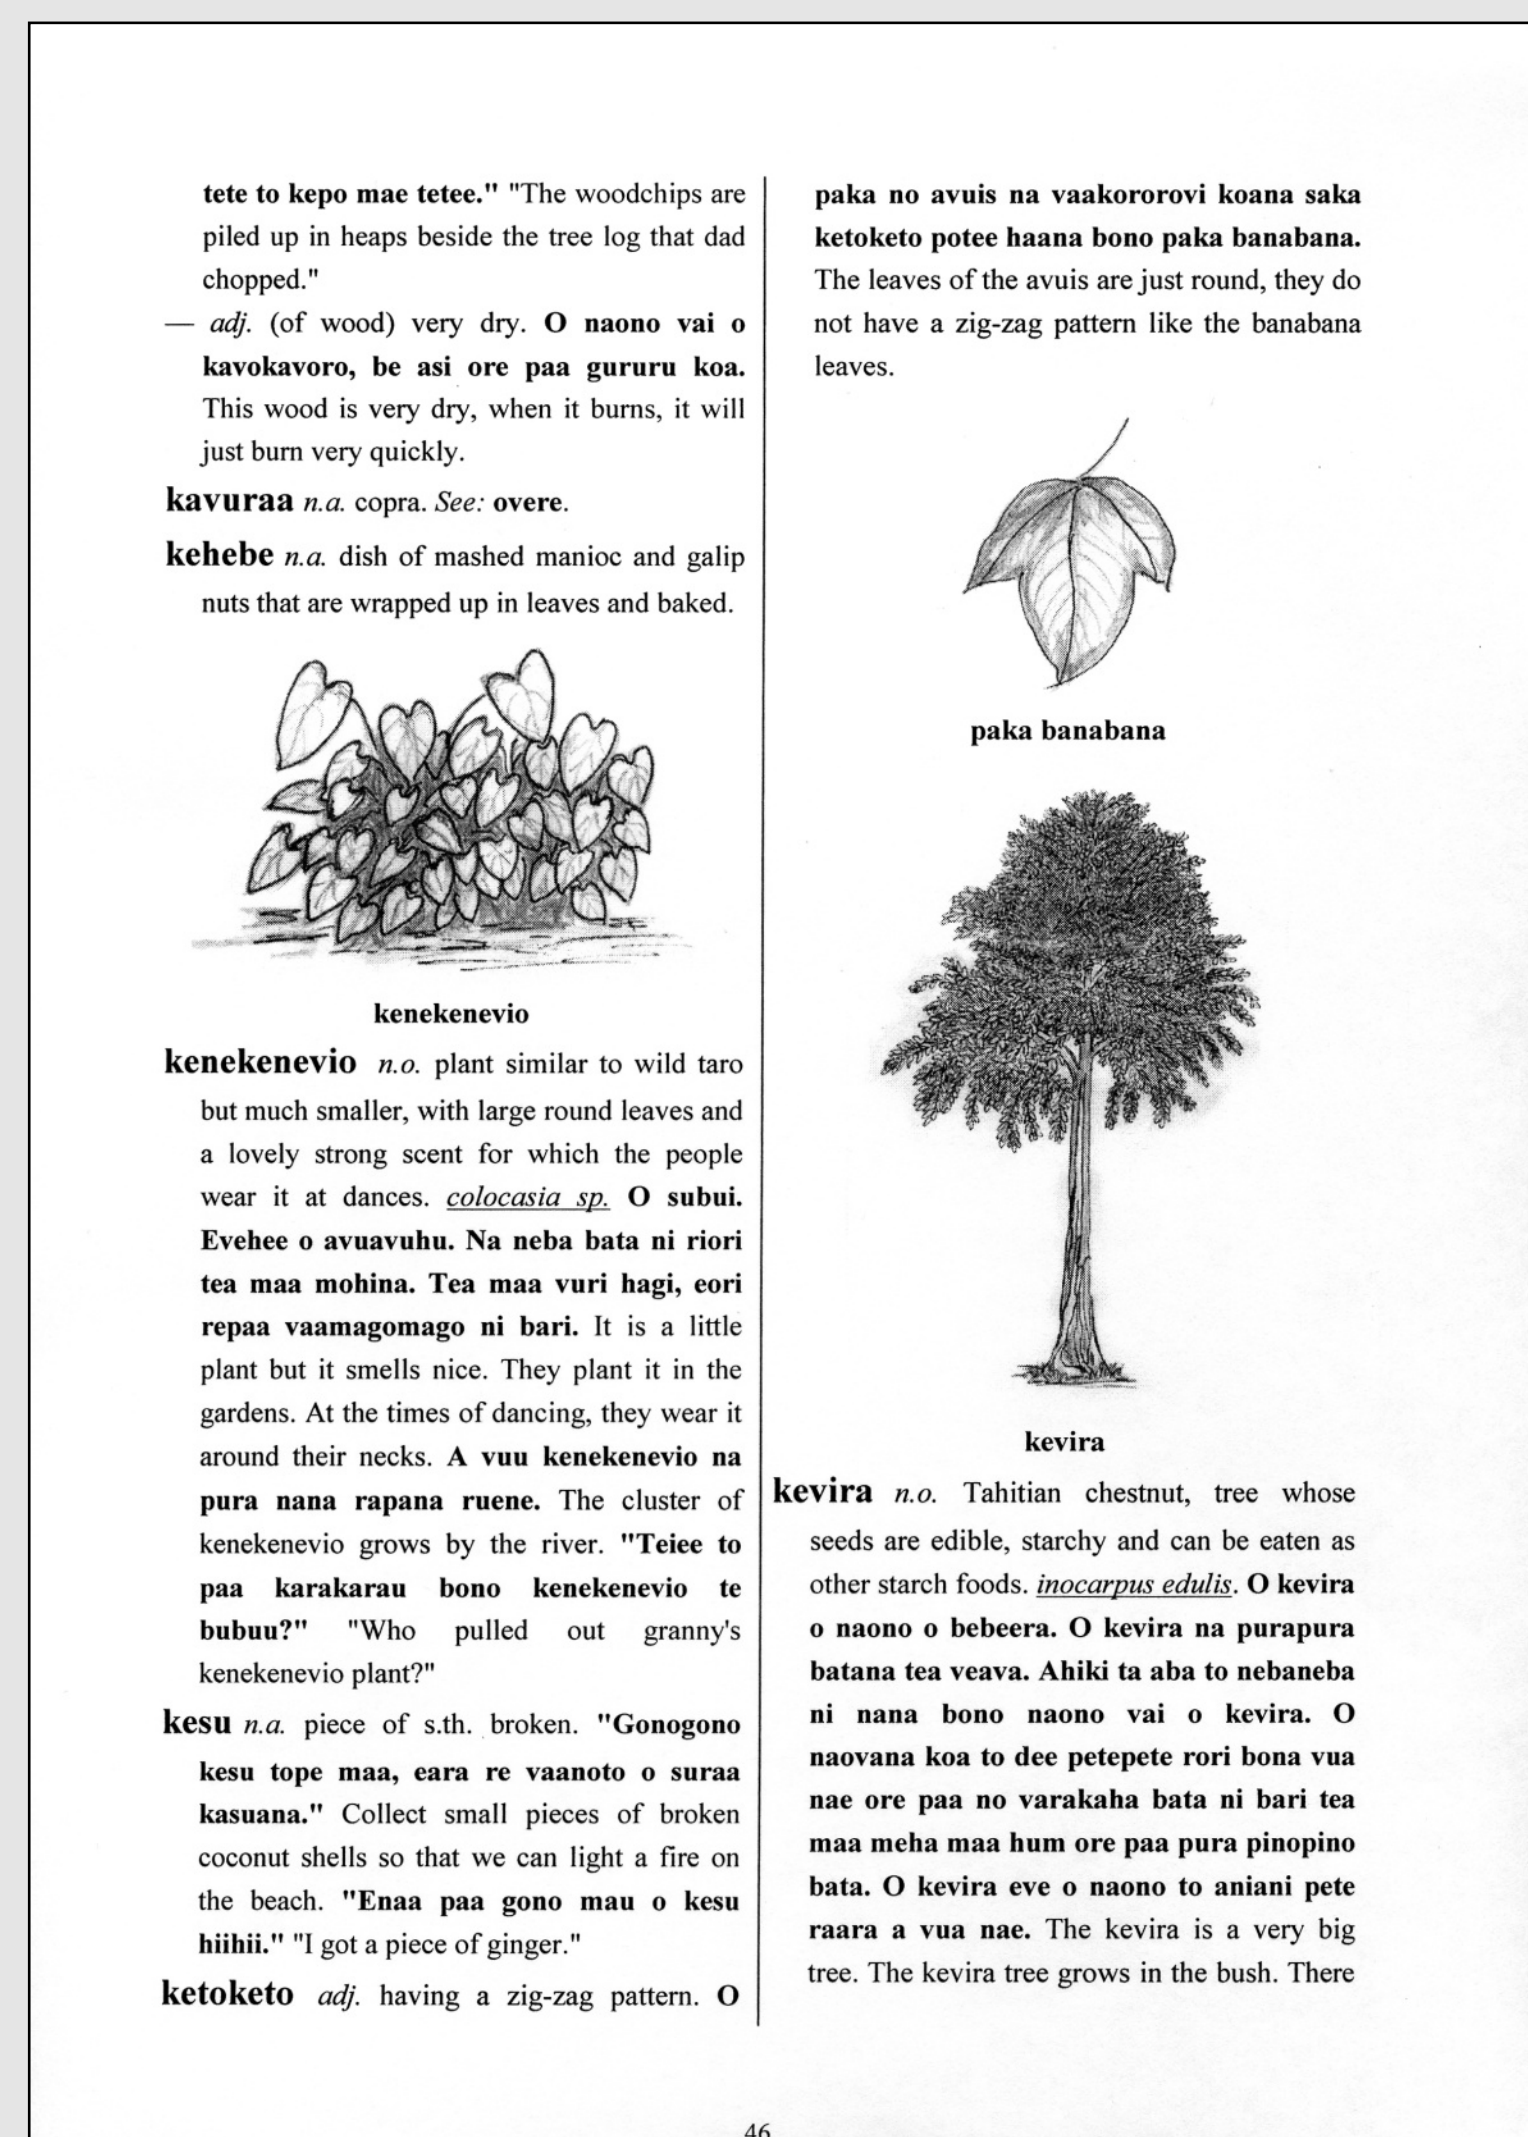 tete to kepo mae tetee." "The woodchips are
piled up in heaps beside the tree log that dad
chopped."
— adj. (of wood) very dry. O naono vai o
kavokavoro, be asi ore paa gururu koa.
This wood is very dry, when it burns, it will
just burn very quickly.
kavuraa n.a. copra. See: overe.
kehebe n.a. dish of mashed manioc and galip
nuts that are wrapped up in leaves and baked.
kenekenevio
kenekenevio n.o. plant similar to wild taro
but much smaller, with large round leaves and
a lovely strong scent for which the people
wear it at dances. colocasia sp. O subui.
Evehee o avuavuhu. Na neba bata ni riori
tea maa mohina. Tea maa vuri hagi, eori
repaa vaamagomago ni bari. It is a little
plant but it smells nice. They plant it in the
gardens. At the times of dancing, they wear it
around their necks. A vuu kenekenevio na
pura nana rapana ruene. The cluster of
kenekenevio grows by the river. "Teiee to
paa karakarau bono kenekenevio te
bubuu?" "Who pulled out granny's
kenekenevio plant?"
kesu n.a. piece of s.th. broken. "Gonogono
kesu tope maa, eara re vaanoto o suraa
kasuana." Collect small pieces of broken
coconut shells so that we can light a fire on
the beach. "Enaa paa gono mau o kesu
hiihii." "I got a piece of ginger."
ketoketo adj. having a zig-zag pattern. O
paka no avuis na vaakororovi koana saka
ketoketo potee haana bono paka banabana.
The leaves of the avuis are just round, they do
not have a zig-zag pattern like the banabana
leaves.
paka banabana
kevira
kevira n.o. Tahitian chestnut, tree whose
seeds are edible, starchy and can be eaten as
other starch foods. inocarpus edulis. O kevira
o naono o bebeera. O kevira na purapura
batana tea veava. Ahiki ta aba to nebaneba
ni nana bono naono vai o kevira. O
naovana koa to dee petepete rori bona vua
nae ore paa no varakaha bata ni bari tea
maa meha maa hum ore paa pura pinopino
bata. O kevira eve o naono to aniani pete
raara a vua nae. The kevira is a very big
tree. The kevira tree grows in the bush. There
46